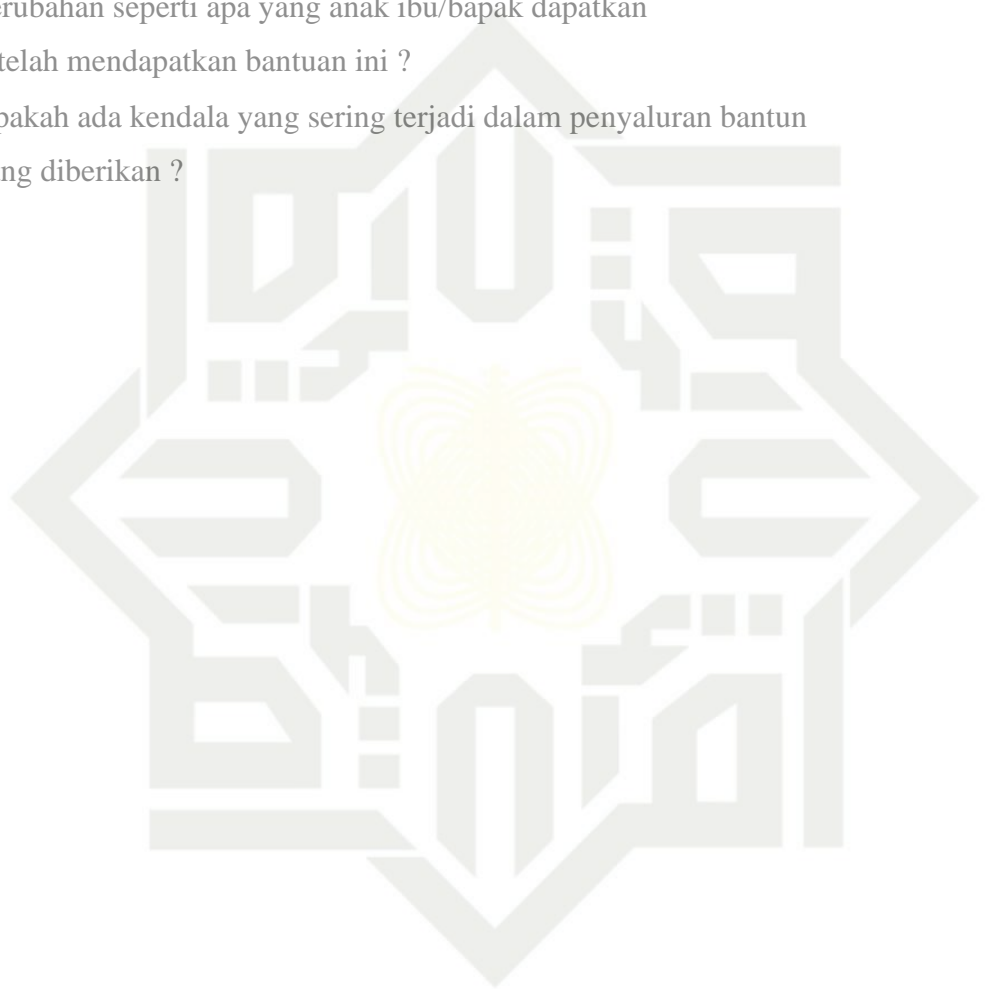 erubahan seperti apa yang anak ibu/bapak dapatkan
telah mendapatkan bantuan ini ?
pakah ada kendala yang sering terjadi dalam penyaluran bantun
ng diberikan ?